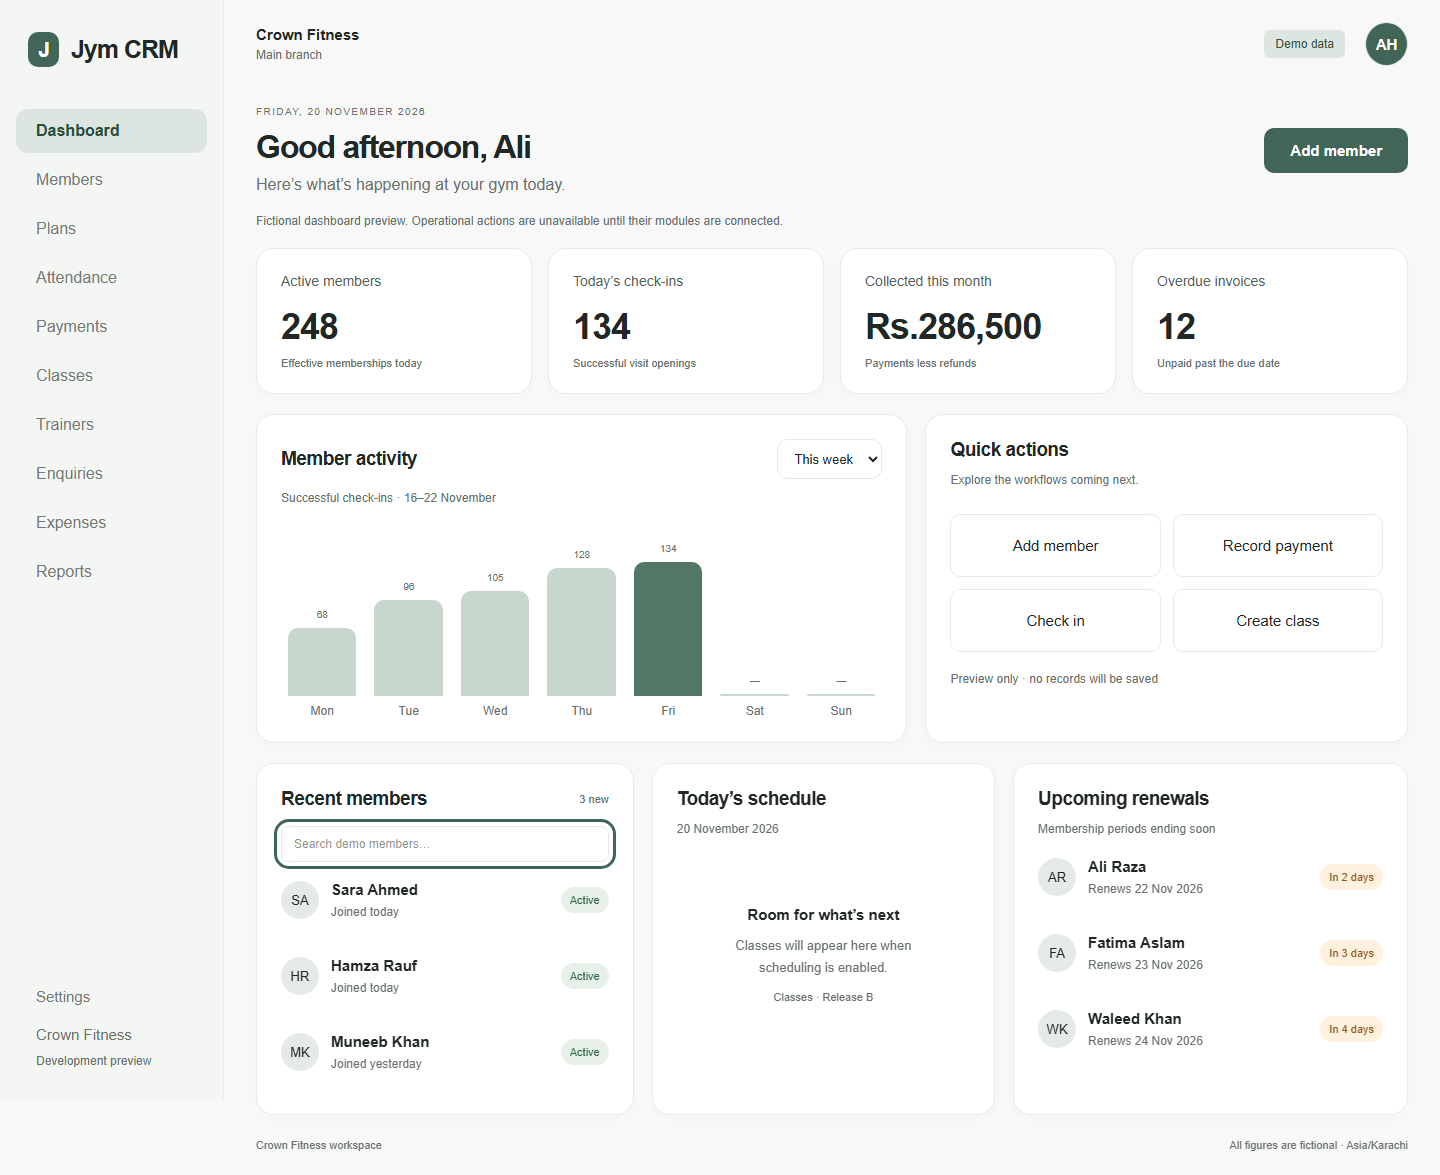 J Jym CRM
Dashboard
Members
Plans
Attendance
Payments
Classes
Trainers
Enquiries
Expenses
Reports
Settings
Crown Fitness
Development preview
Crown Fitness
Main branch
Demo data
AH
FRIDAY, 20 NOVEMBER 2026
Good afternoon, Ali
Here’s what’s happening at your gym today.
Add member
Fictional dashboard preview. Operational actions are unavailable until their modules are connected.
Active members
248
Effective memberships today
Today’s check-ins
134
Successful visit openings
Collected this month
Rs.286,500
Payments less refunds
Overdue invoices
12
Unpaid past the due date
Member activity
This week
Successful check-ins · 16–22 November
68
96
105
128
134
—
—
Mon
Tue
Wed
Thu
Fri
Sat
Sun
Quick actions
Explore the workflows coming next.
Add member
Record payment
Check in
Create class
Preview only · no records will be saved
Recent members
3 new
Search demo members…
SA
Sara Ahmed
Joined today
Active
HR
Hamza Rauf
Joined today
Active
MK
Muneeb Khan
Joined yesterday
Active
Today’s schedule
20 November 2026
Room for what’s next
Classes will appear here when
scheduling is enabled.
Classes · Release B
Upcoming renewals
Membership periods ending soon
AR
Ali Raza
Renews 22 Nov 2026
In 2 days
FA
Fatima Aslam
Renews 23 Nov 2026
In 3 days
WK
Waleed Khan
Renews 24 Nov 2026
In 4 days
Crown Fitness workspace
All figures are fictional · Asia/Karachi